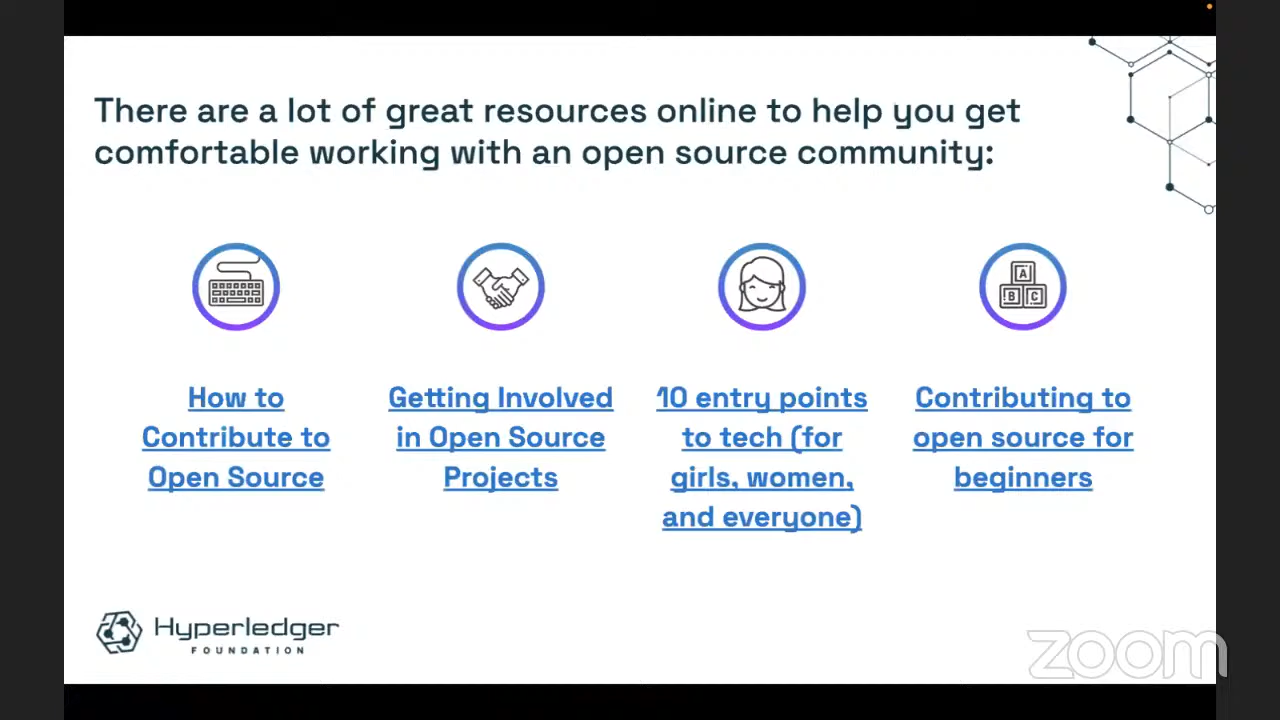 There are a lot of great resources online to help you get
comfortable working with an open source community:
A
B C
How to
Contribute to
Open Source
Getting Involved
in Open Source
Projects
10 entry points
to tech (for
girls, women,
and everyone)
Contributing to
open source for
beginners
Hyperledger
FOUNDATION
zoom